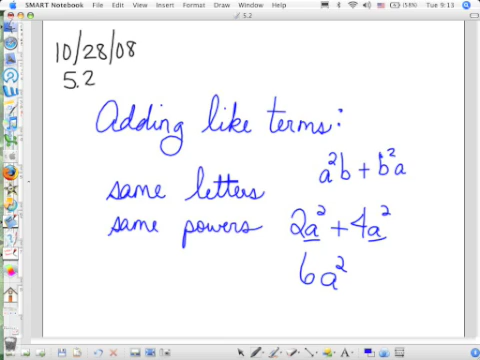 SMART Notebook File Edit View Insert Format Draw Window Help (58%) Tue 9:13
5.2
10/28/08
5.2
Adding like terms:
a²b + b²a
same letters
same powers 2a² + 4a²
6a²